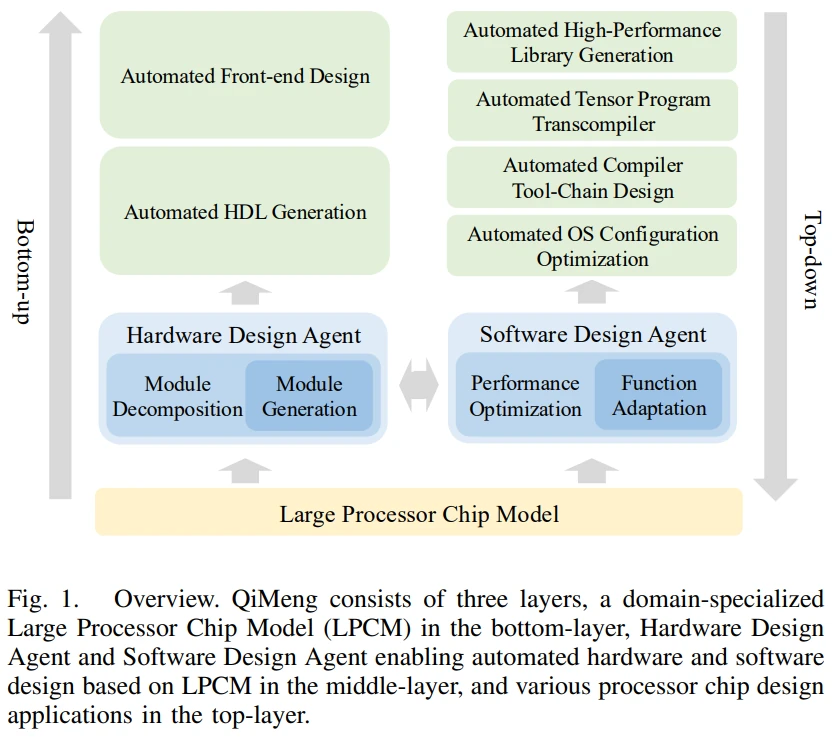 Bottom-up
Automated Front-end Design
Automated HDL Generation
Automated High-Performance
Library Generation
Automated Tensor Program
Transcompiler
Automated Compiler
Tool-Chain Design
Automated OS Configuration
Optimization
Top-down
Hardware Design Agent
Module
Decomposition
Module
Generation
Software Design Agent
Performance
Optimization
Function
Adaptation
Large Processor Chip Model
Fig. 1. Overview. QiMeng consists of three layers, a domain-specialized
Large Processor Chip Model (LPCM) in the bottom-layer, Hardware Design
Agent and Software Design Agent enabling automated hardware and software
design based on LPCM in the middle-layer, and various processor chip design
applications in the top-layer.